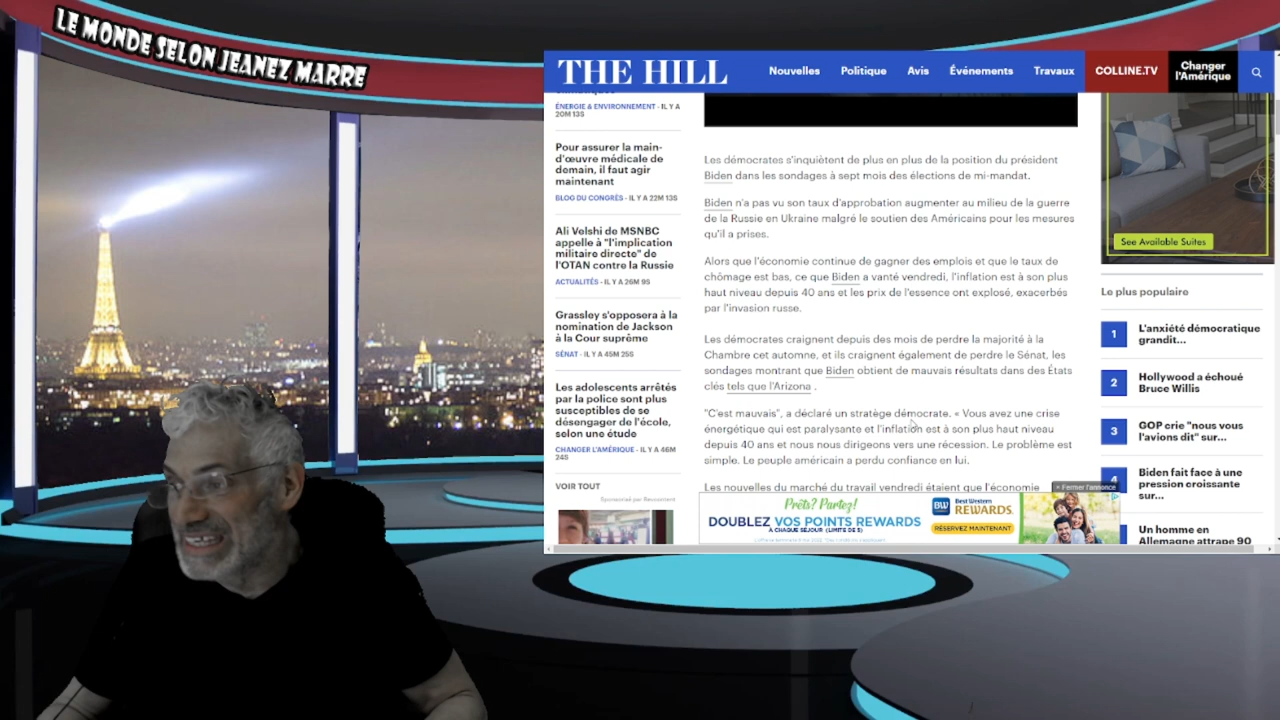 LE MONDE SELON JEANEZ MARRE
THE HILL
Nouvelles
Politique
Avis
Événements
Travaux
COLLINE.TV
Changer
l'Amérique
ÉNERGIE & ENVIRONNEMENT - IL Y A
20M 13S
Pour assurer la main-
d'œuvre médicale de
demain, il faut agir
maintenant
BLOG DU CONGRÈS - IL Y A 22M 13S
Ali Velshi de MSNBC
appelle à "l'implication
militaire directe" de
l'OTAN contre la Russie
ACTUALITÉS - IL Y A 26M 9S
Grassley s'opposera à la
nomination de Jackson
à la Cour suprême
SÉNAT - IL Y A 45M 25S
Les adolescents arrêtés
par la police sont plus
susceptibles de se
désengager de l'école,
selon une étude
CHANGER L'AMÉRIQUE - IL Y A 46M
24S
VOIR TOUT
Sponsorisé par Revcontent
Les démocrates s'inquiètent de plus en plus de la position du président
Biden dans les sondages à sept mois des élections de mi-mandat.
Biden n'a pas vu son taux d'approbation augmenter au milieu de la guerre
de la Russie en Ukraine malgré le soutien des Américains pour les mesures
qu'il a prises.
Alors que l'économie continue de gagner des emplois et que le taux de
chômage est bas, ce que Biden a vanté vendredi, l'inflation est à son plus
haut niveau depuis 40 ans et les prix de l'essence ont explosé, exacerbés
par l'invasion russe.
Les démocrates craignent depuis des mois de perdre la majorité à la
Chambre cet automne, et ils craignent également de perdre le Sénat, les
sondages montrant que Biden obtient de mauvais résultats dans des États
clés tels que l'Arizona .
"C'est mauvais", a déclaré un stratège démocrate. « Vous avez une crise
énergétique qui est paralysante et l'inflation est à son plus haut niveau
depuis 40 ans et nous nous dirigeons vers une récession. Le problème est
simple. Le peuple américain a perdu confiance en lui.
Les nouvelles du marché du travail vendredi étaient que l'économie
× Fermer l'annonce
Prêts? Partez!
DOUBLEZ VOS POINTS REWARDS
À CHAQUE SÉJOUR (LIMITE DE 5)
BW
Best Western
REWARDS.
RÉSERVEZ MAINTENANT
See Available Suites
Le plus populaire
1
L'anxiété démocratique
grandit...
2
Hollywood a échoué
Bruce Willis
3
GOP crie "nous vous
l'avions dit" sur...
4
Biden fait face à une
pression croissante
sur...
Un homme en
Allemagne attrape 90